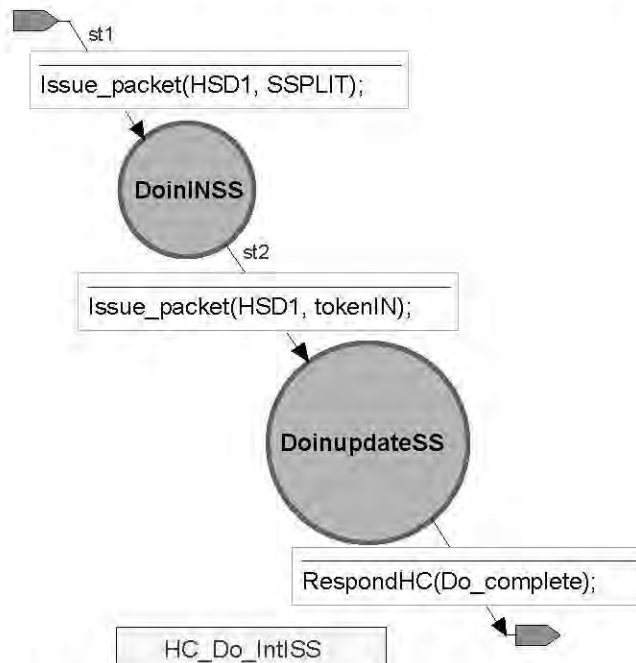 st1
Issue_packet(HSD1, SSPLIT);
DoinINSS
st2
Issue_packet(HSD1, tokenIN);
DoinupdateSS
RespondHC(Do_complete);
HC_Do_IntISS